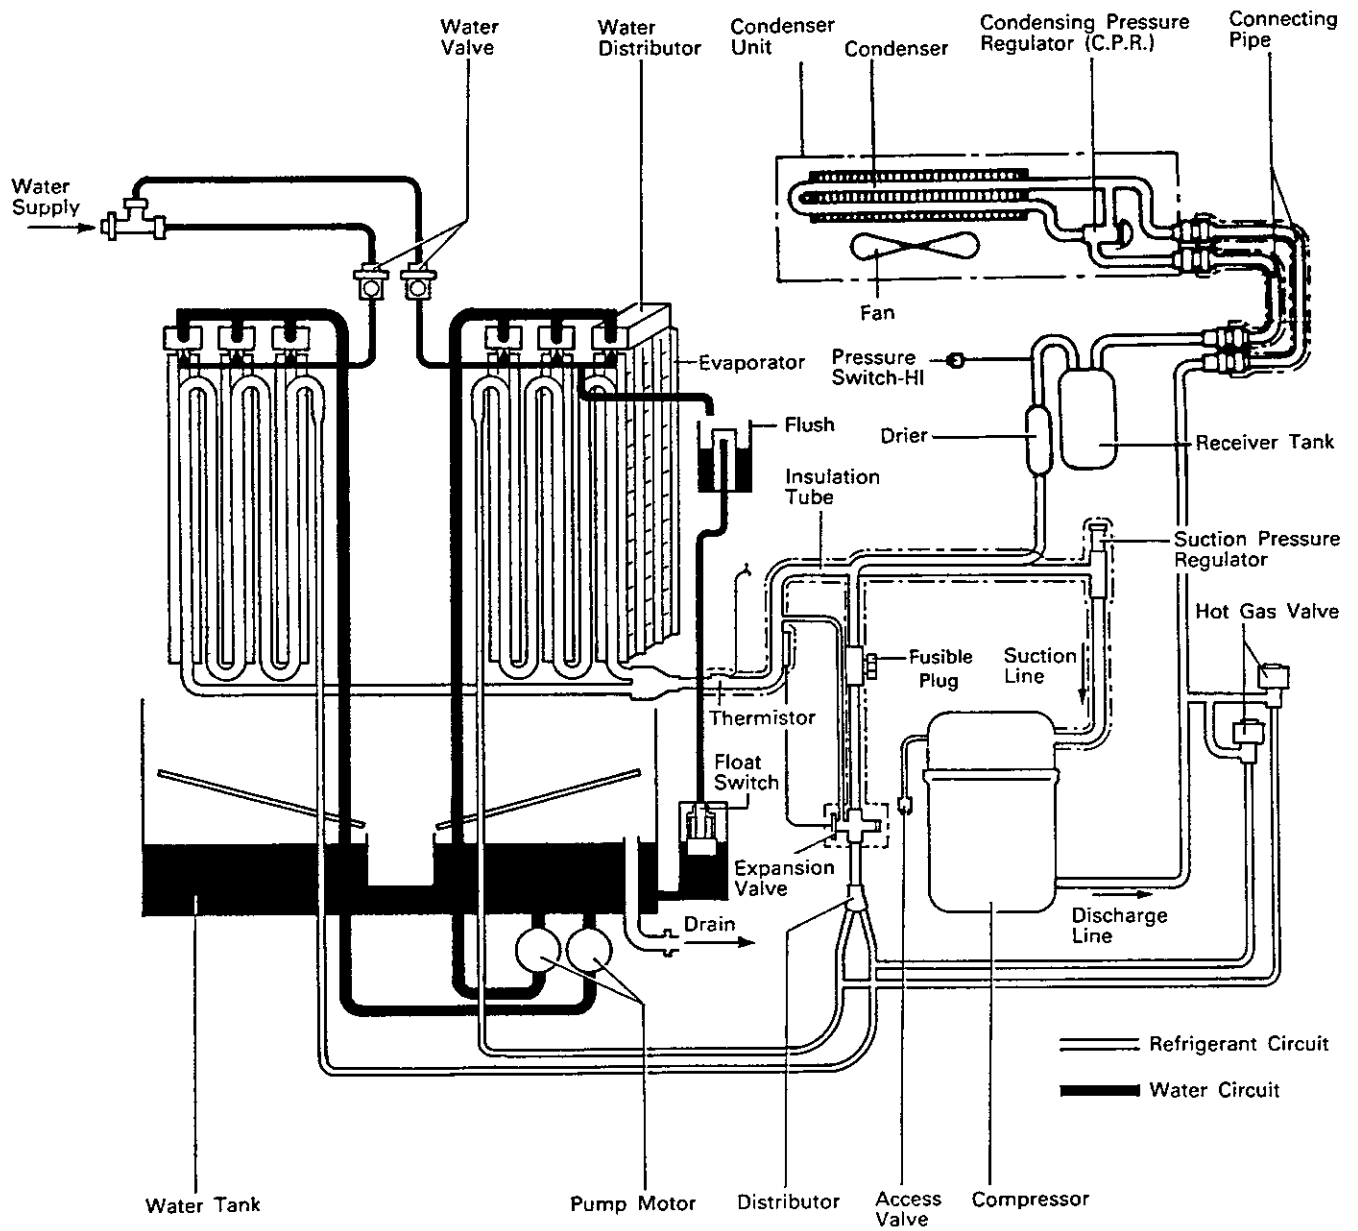 Water
Valve
Water
Distributor
Condenser
Unit
Condenser
Condensing Pressure
Regulator (C.P.R.)
Connecting
Pipe
Water
Supply
Fan
Evaporator
Pressure
Switch-HI
Flush
Drier
Receiver Tank
Insulation
Tube
Suction Pressure
Regulator
Hot Gas Valve
Fusible
Plug
Suction
Line
Thermistor
Float
Switch
Expansion
Valve
Drain
Discharge
Line
Refrigerant Circuit
Water Circuit
Water Tank
Pump Motor
Distributor
Access
Valve
Compressor